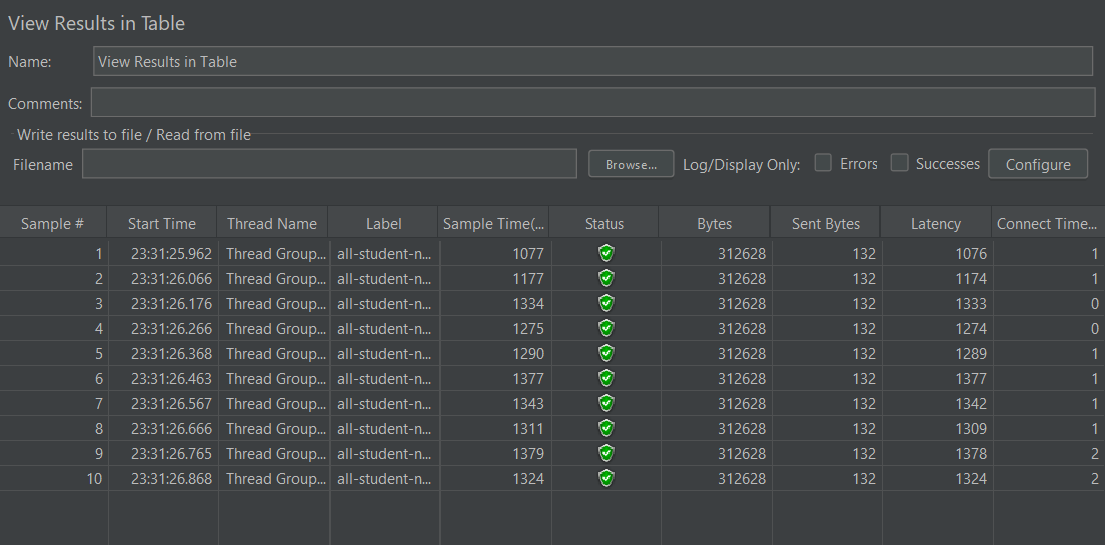 View Results in Table
Name: View Results in Table
Comments:
Write results to file / Read from file
Filename Browse... Log/Display Only: Errors Successes Configure
Sample # Start Time Thread Name Label Sample Time(... Status Bytes Sent Bytes Latency Connect Time...
1 23:31:25.962 Thread Group... all-student-n... 1077 312628 132 1076 1
2 23:31:26.066 Thread Group... all-student-n... 1177 312628 132 1174 1
3 23:31:26.176 Thread Group... all-student-n... 1334 312628 132 1333 0
4 23:31:26.266 Thread Group... all-student-n... 1275 312628 132 1274 0
5 23:31:26.368 Thread Group... all-student-n... 1290 312628 132 1289 1
6 23:31:26.463 Thread Group... all-student-n... 1377 312628 132 1377 1
7 23:31:26.567 Thread Group... all-student-n... 1343 312628 132 1342 1
8 23:31:26.666 Thread Group... all-student-n... 1311 312628 132 1309 1
9 23:31:26.765 Thread Group... all-student-n... 1379 312628 132 1378 2
10 23:31:26.868 Thread Group... all-student-n... 1324 312628 132 1324 2